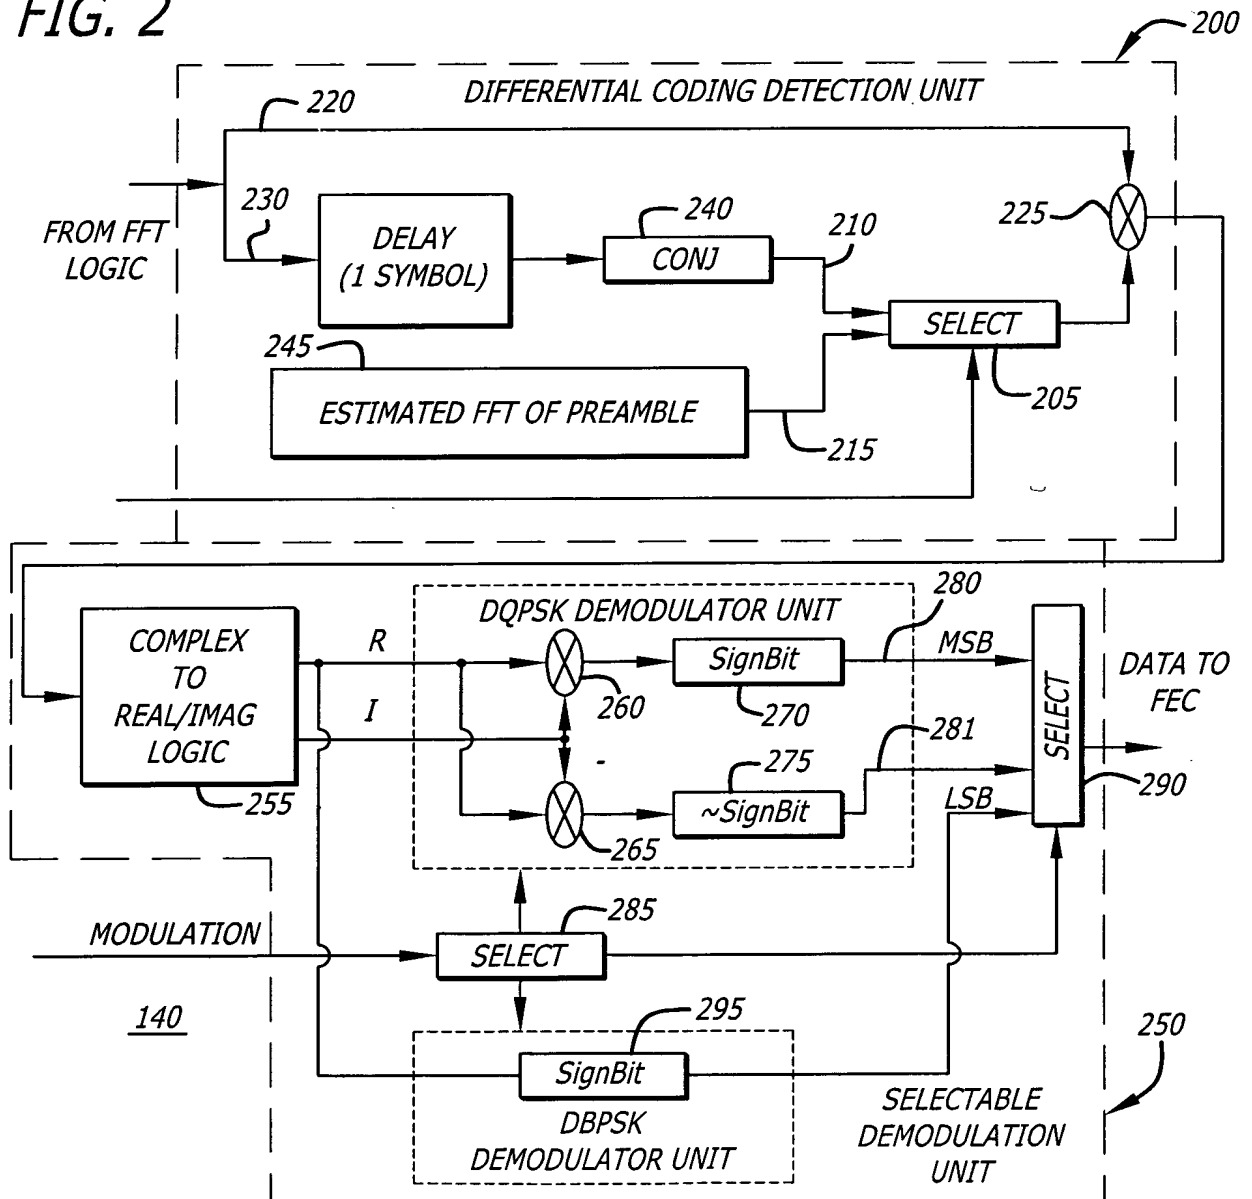 FIG. 2
200
DIFFERENTIAL CODING DETECTION UNIT
220
FROM FFT
LOGIC
230
DELAY
(1 SYMBOL)
240
CONJ
210
225
SELECT
205
245
ESTIMATED FFT OF PREAMBLE
215
COMPLEX
TO
REAL/IMAG
LOGIC
255
R
I
DQPSK DEMODULATOR UNIT
260
SignBit
270
280
MSB
265
275
~SignBit
281
LSB
SELECT
290
DATA TO
FEC
MODULATION
285
SELECT
140
295
SignBit
DBPSK
DEMODULATOR UNIT
SELECTABLE
DEMODULATION
UNIT
250